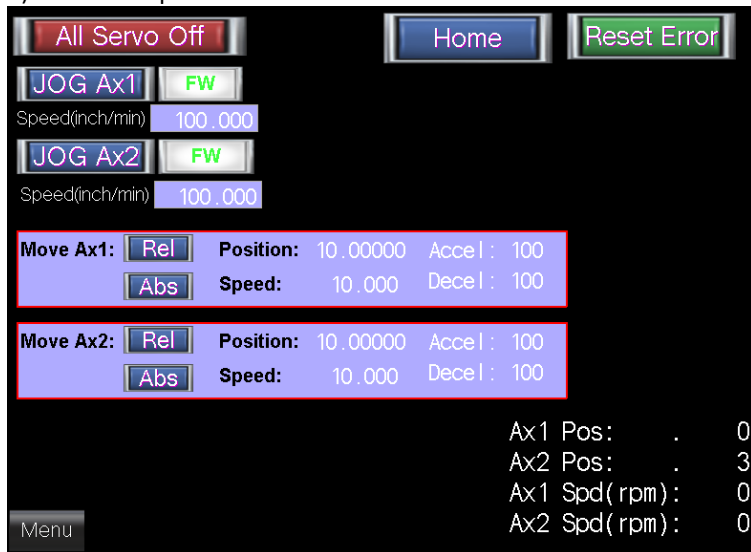 All Servo Off Home Reset Error
JOG Ax1 FW
Speed(inch/min) 100.000
JOG Ax2 FW
Speed(inch/min) 100.000
Move Ax1: Rel Position: 10.00000 Accel: 100
Abs Speed: 10.000 Decel: 100
Move Ax2: Rel Position: 10.00000 Accel: 100
Abs Speed: 10.000 Decel: 100
Ax1 Pos: . 0
Ax2 Pos: . 3
Ax1 Spd(rpm): 0
Menu Ax2 Spd(rpm): 0